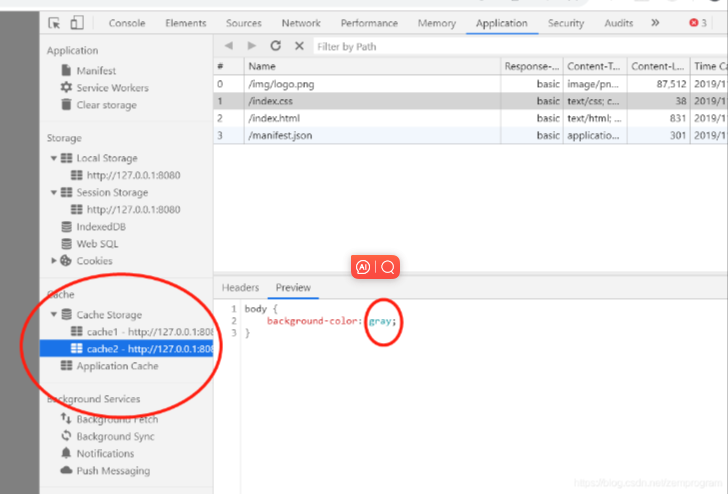 Console Elements Sources Network Performance Memory Application Security Audits » 3
Application
Manifest
Service Workers
Clear storage
Storage
Local Storage
http://127.0.0.1:8080
Session Storage
http://127.0.0.1:8080
IndexedDB
Web SQL
Cookies
Cache
Cache Storage
cache1 - http://127.0.0.1:808
cache2 - http://127.0.0.1:808
Application Cache
Background Services
Background Fetch
Background Sync
Notifications
Push Messaging
Filter by Path
# Name Response-... Content-T... Content-L... Time Ca
0 /img/logo.png basic image/pn... 87,512 2019/1
1 /index.css basic text/css; c... 38 2019/1
2 /index.html basic text/html; ... 831 2019/1
3 /manifest.json basic applicatio... 301 2019/1
AI
Headers Preview
1 body {
2 background-color: gray;
3 }